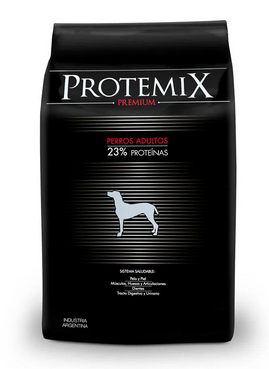 PROTEMIX
PREMIUM
PERROS ADULTOS
23% PROTEÍNAS
SISTEMA SALUDABLE:
Pelo y Piel
Músculos, Huesos y Articulaciones
Dientes
Tracto Digestivo y Urinario
INDUSTRIA
ARGENTINA